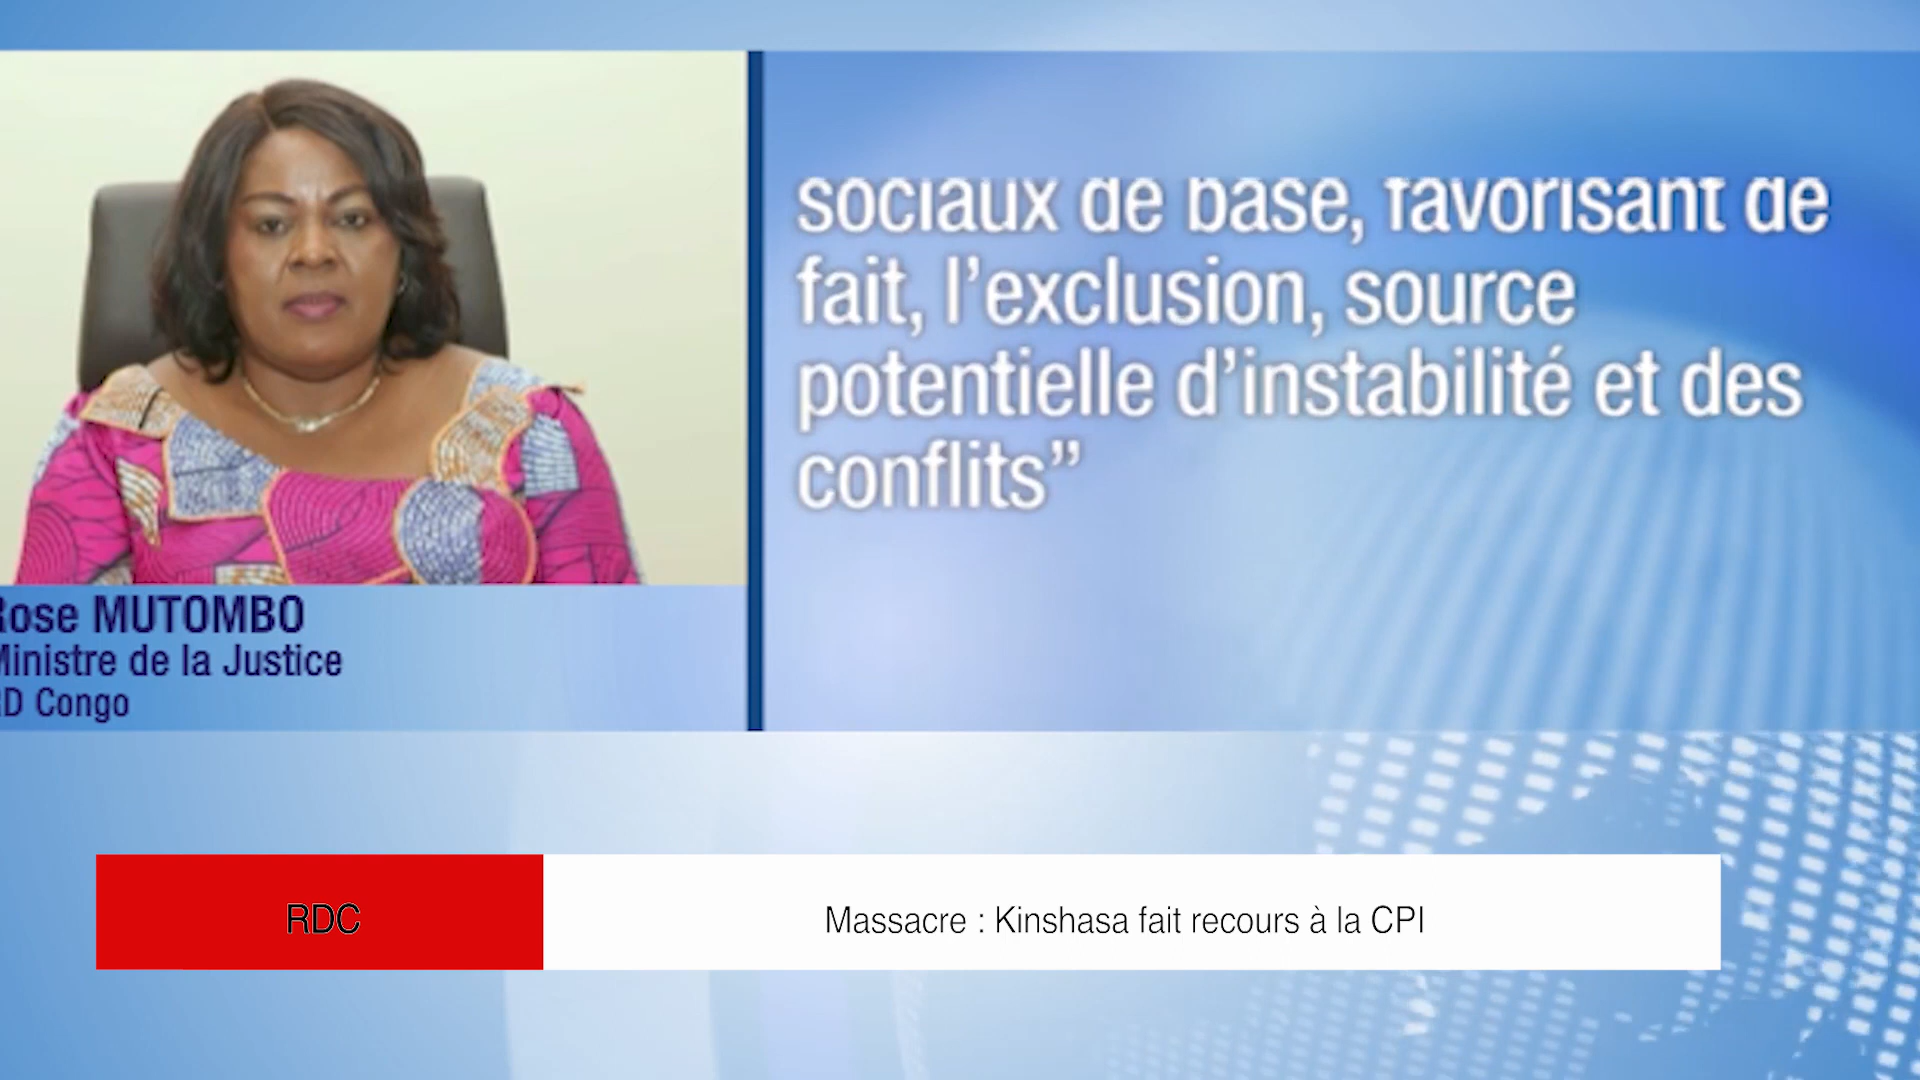 sociaux de base, favorisant de
fait, l’exclusion, source
potentielle d’instabilité et des
conflits”
Rose MUTOMBO
Ministre de la Justice
RD Congo
RDC
Massacre : Kinshasa fait recours à la CPI